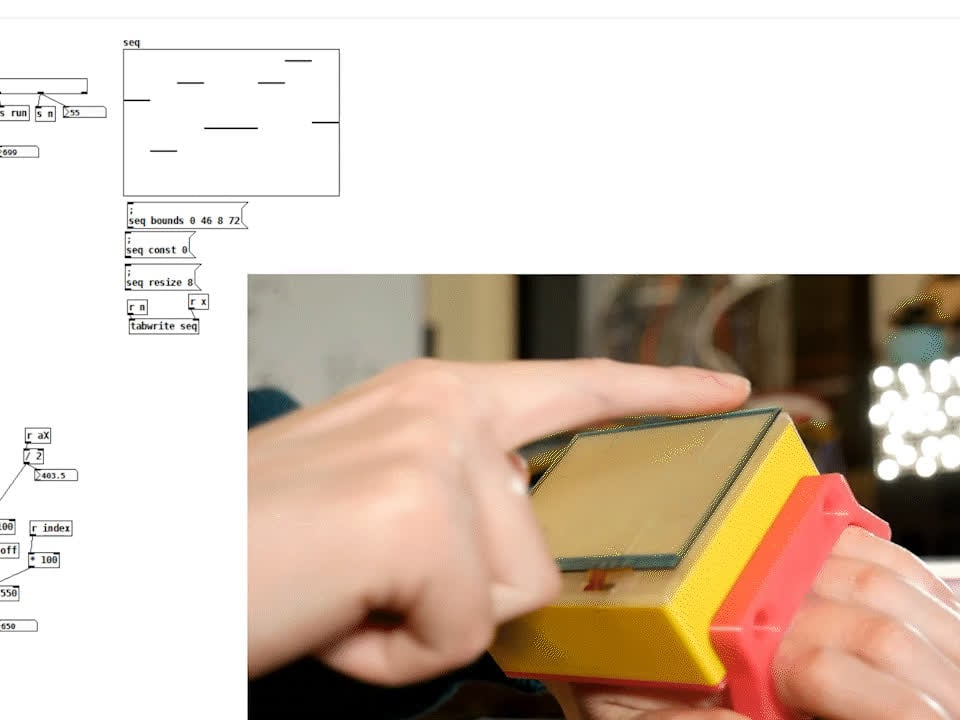 seq
s run
s n
55
699
;
seq bounds 0 46 8 72
;
seq const 0
;
seq resize 8
r n
r x
tabwrite seq
r aX
/ 2
403.5
100
r index
off
* 100
550
650